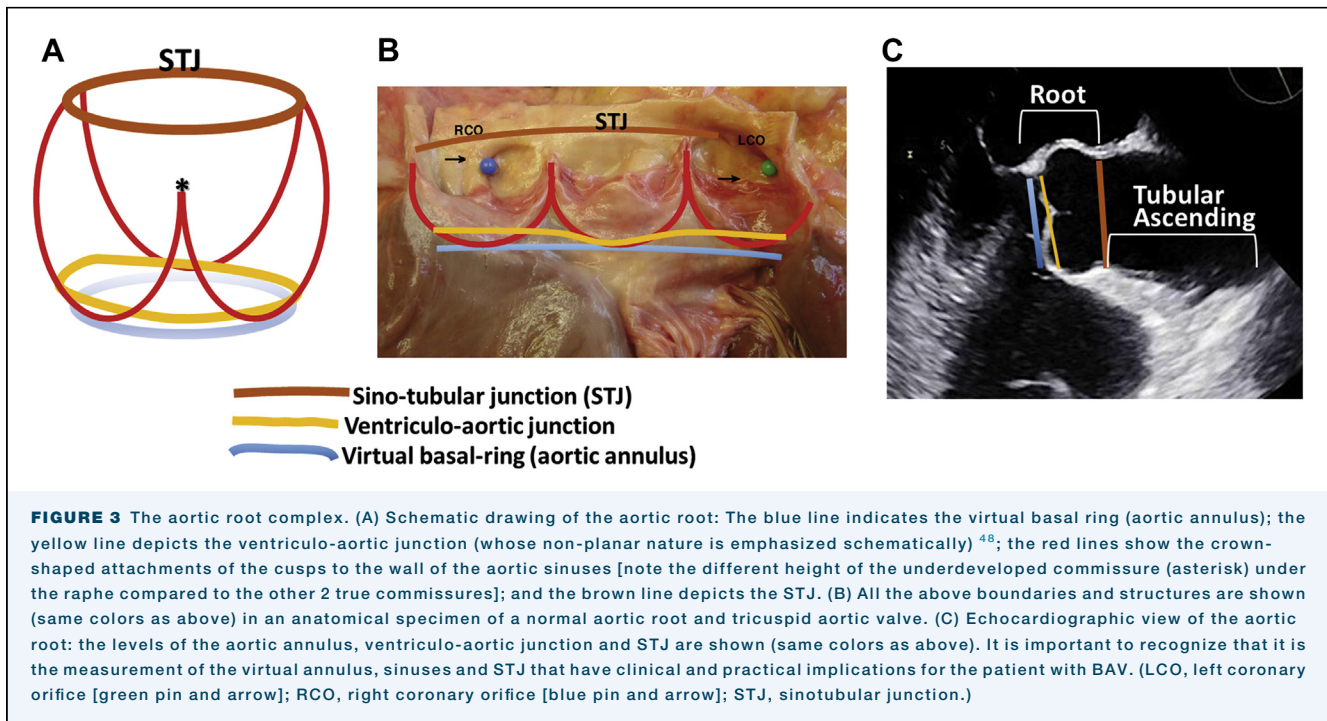 A
STJ
*
B
RCO
STJ
LCO
C
Root
Tubular
Ascending
Sino-tubular junction (STJ)
Ventriculo-aortic junction
Virtual basal-ring (aortic annulus)
FIGURE 3 The aortic root complex. (A) Schematic drawing of the aortic root: The blue line indicates the virtual basal ring (aortic annulus); the
yellow line depicts the ventriculo-aortic junction (whose non-planar nature is emphasized schematically) 48; the red lines show the crown-
shaped attachments of the cusps to the wall of the aortic sinuses [note the different height of the underdeveloped commissure (asterisk) under
the raphe compared to the other 2 true commissures]; and the brown line depicts the STJ. (B) All the above boundaries and structures are shown
(same colors as above) in an anatomical specimen of a normal aortic root and tricuspid aortic valve. (C) Echocardiographic view of the aortic
root: the levels of the aortic annulus, ventriculo-aortic junction and STJ are shown (same colors as above). It is important to recognize that it is
the measurement of the virtual annulus, sinuses and STJ that have clinical and practical implications for the patient with BAV. (LCO, left coronary
orifice [green pin and arrow]; RCO, right coronary orifice [blue pin and arrow]; STJ, sinotubular junction.)